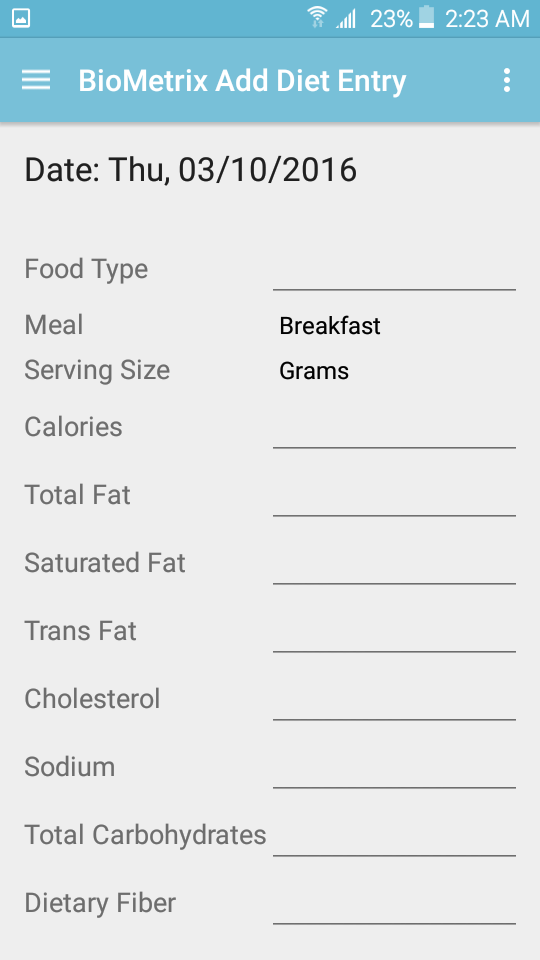 23% 2:23 AM
BioMetrix Add Diet Entry
Date: Thu, 03/10/2016
Food Type
Meal Breakfast
Serving Size Grams
Calories
Total Fat
Saturated Fat
Trans Fat
Cholesterol
Sodium
Total Carbohydrates
Dietary Fiber